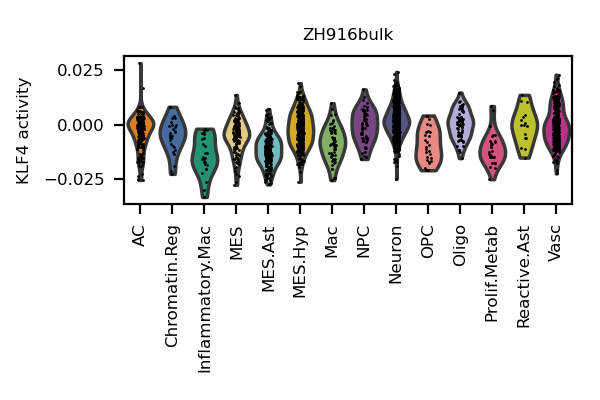 ZH916bulk
KLF4 activity
0.025
0.000
−0.025
AC
Chromatin.Reg
Inflammatory.Mac
MES
MES.Ast
MES.Hyp
Mac
NPC
Neuron
OPC
Oligo
Prolif.Metab
Reactive.Ast
Vasc